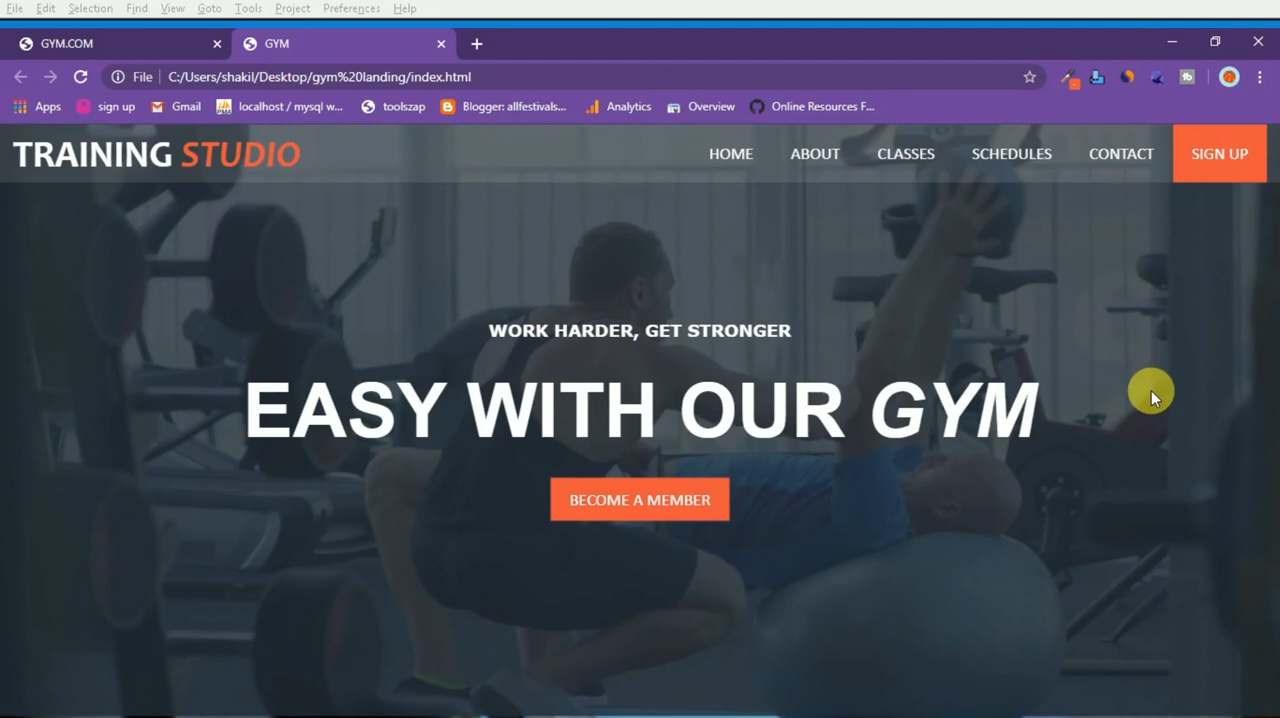 File Edit Selection Find View Goto Tools Project Preferences Help
GYM.COM GYM
File C:/Users/shakil/Desktop/gym%20landing/index.html
Apps sign up Gmail localhost / mysql w... toolszap Blogger: allfestivals... Analytics Overview Online Resources F...
TRAINING STUDIO HOME ABOUT CLASSES SCHEDULES CONTACT SIGN UP
WORK HARDER, GET STRONGER
EASY WITH OUR GYM
BECOME A MEMBER